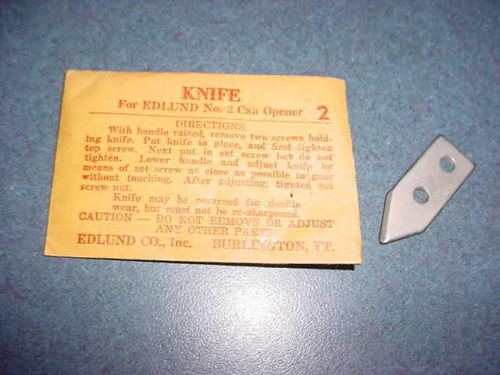 KNIFE
For EDLUND No. 2 Can Opener 2
DIRECTIONS
With handle raised, remove two screws hold-
ing knife. Put knife in place, and first tighten
top screw. Next put in set screw but do not
tighten. Lower handle and adjust knife by
means of set screw as close as possible to gear
without touching. After adjusting, tighten set
screw nut.
Knife may be reversed for double
wear, but must not be re-sharpened.
CAUTION — DO NOT REMOVE OR ADJUST
ANY OTHER PARTS
EDLUND CO., Inc. BURLINGTON, VT.